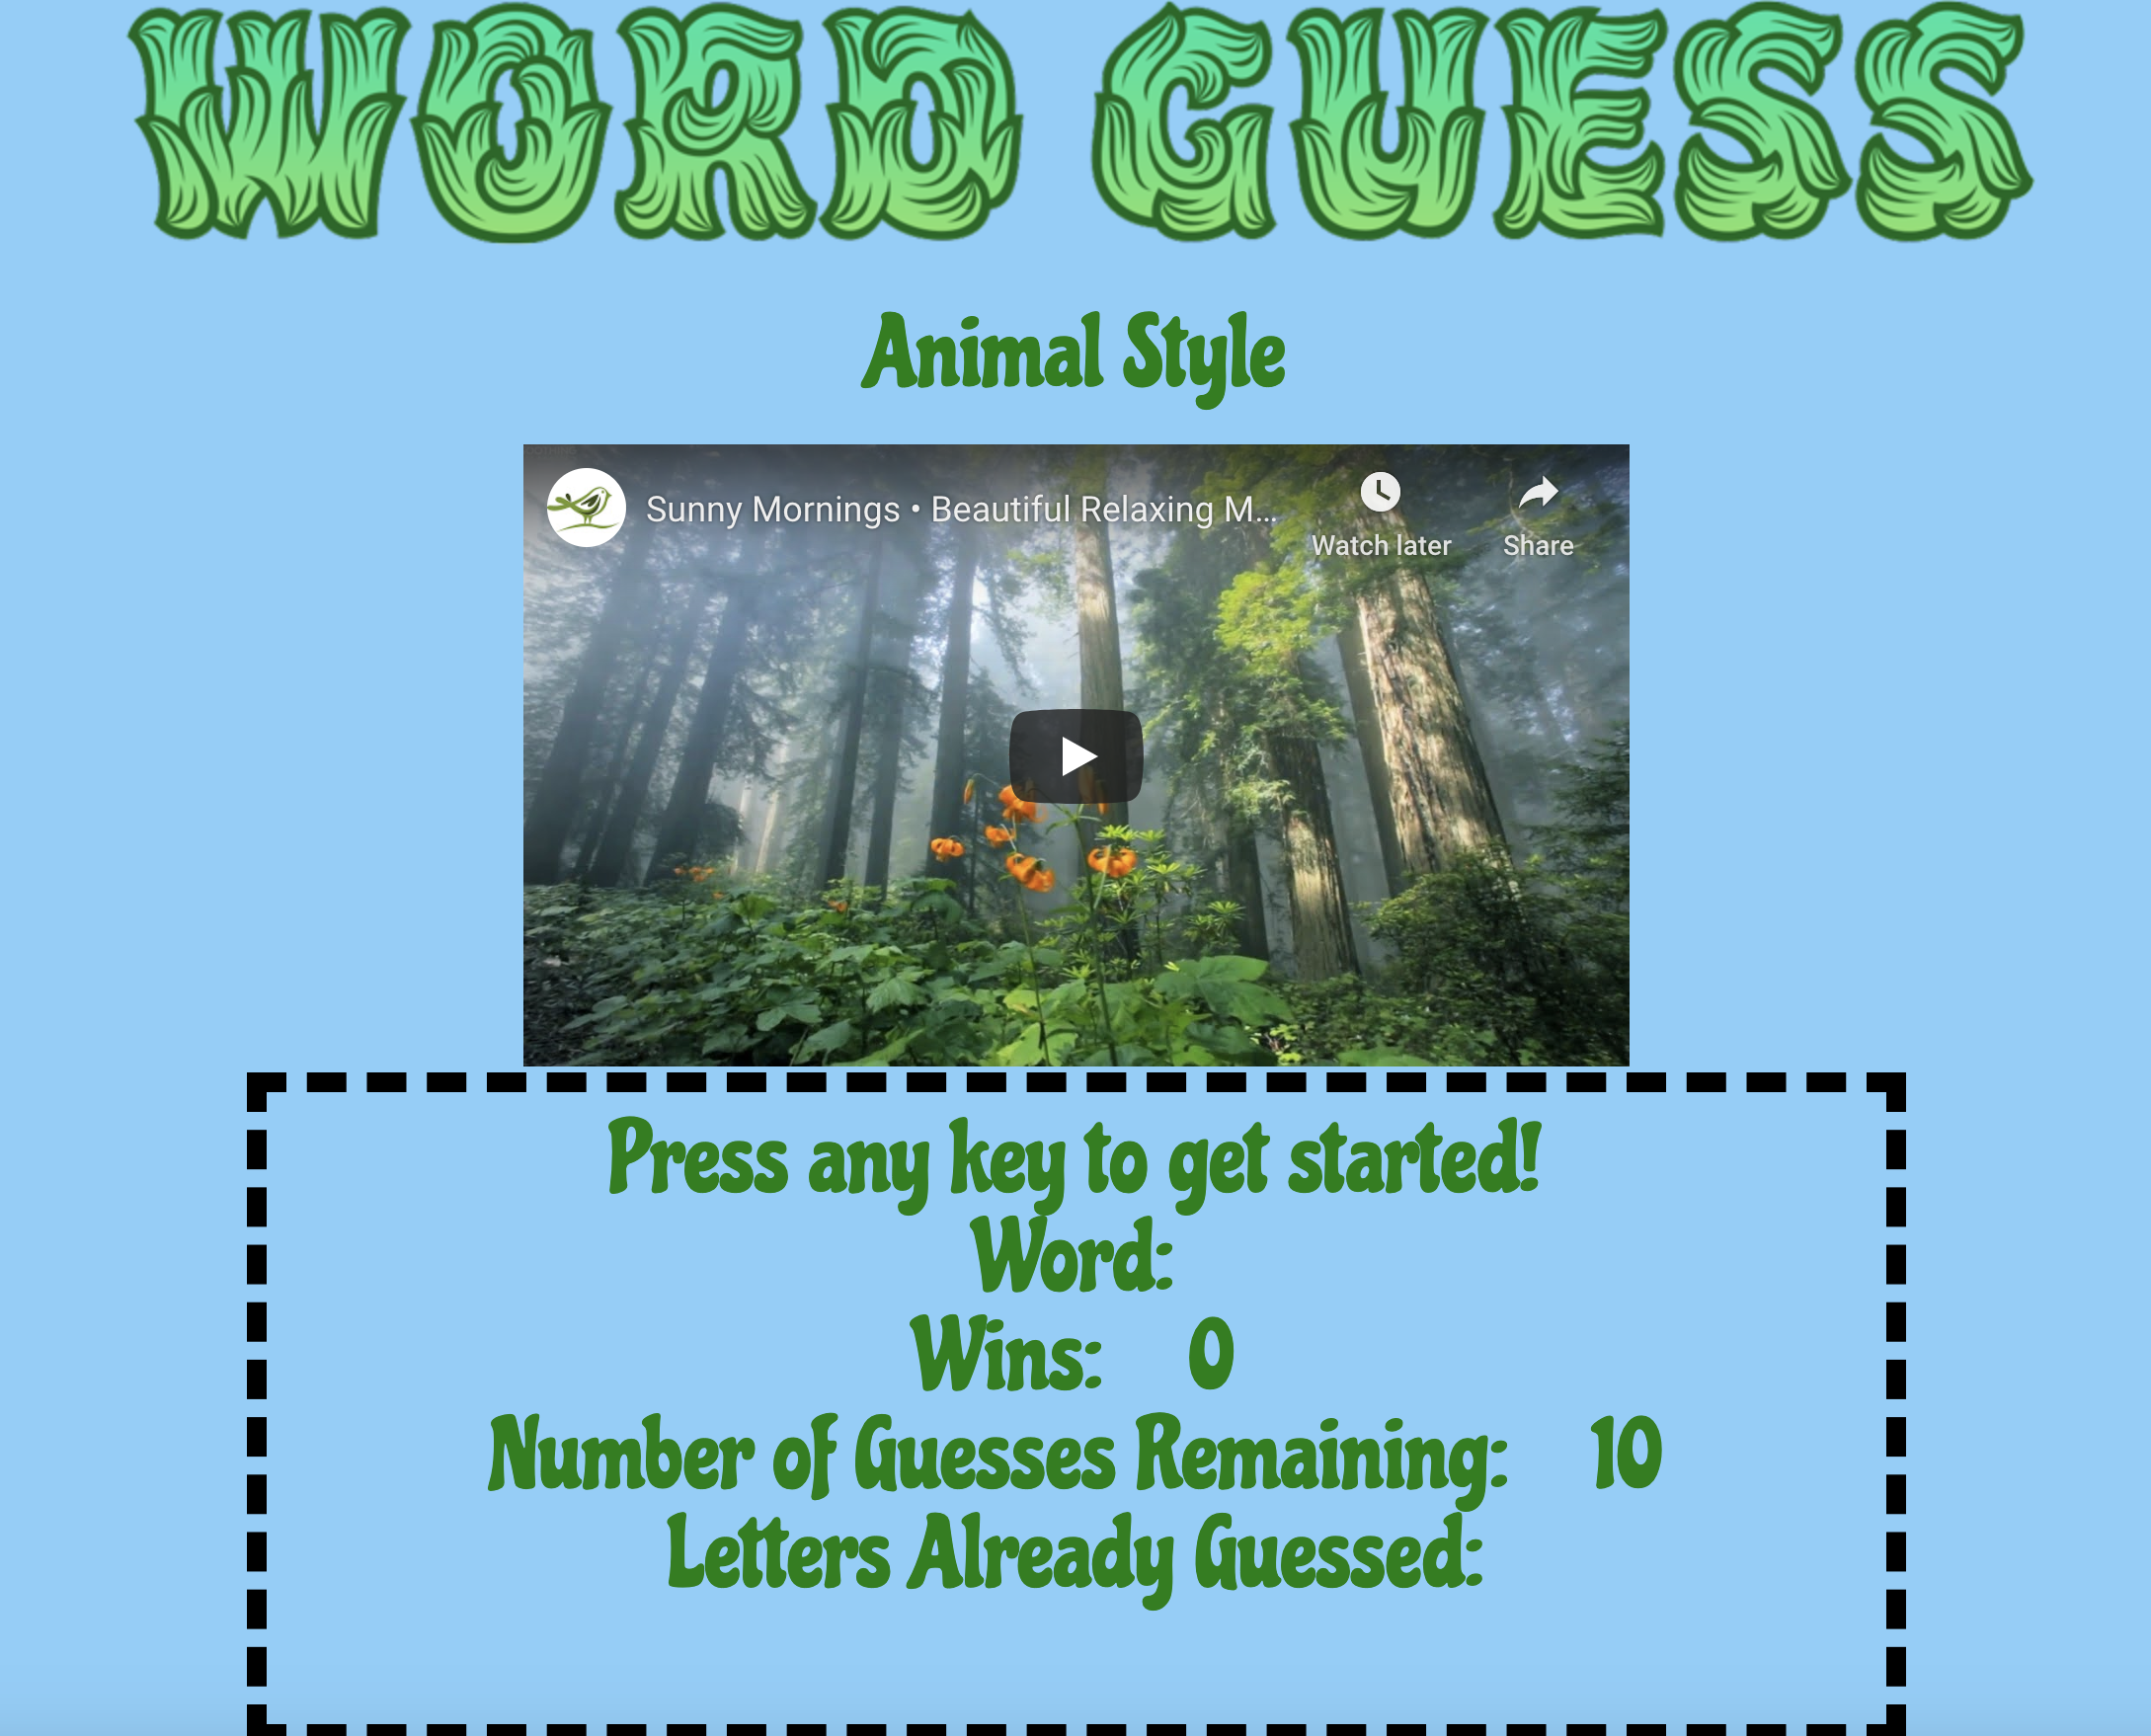 WORD GUESS
Animal Style
Sunny Mornings • Beautiful Relaxing M...
Watch later
Share
Press any key to get started!
Word:
Wins: 0
Number of Guesses Remaining: 10
Letters Already Guessed: